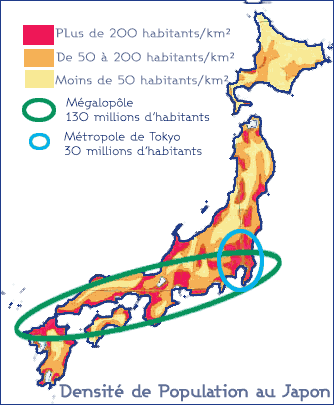 Plus de 200 habitants/km²
De 50 à 200 habitants/km²
Moins de 50 habitants/km²
Mégalopôle
130 millions d'habitants
Métropole de Tokyo
30 millions d'habitants
Densité de Population au Japon